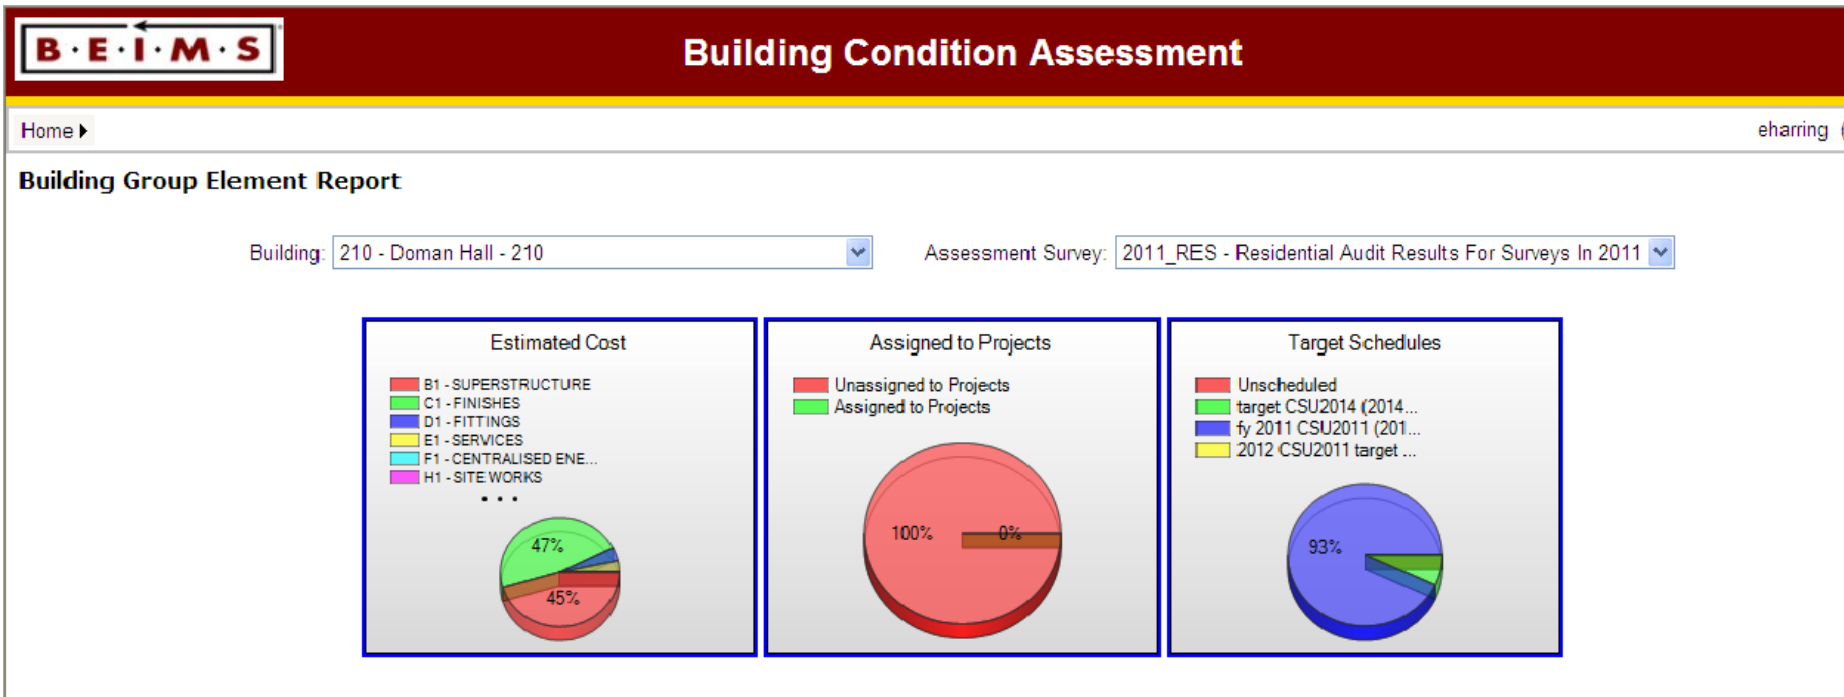 B·E·I·M·S
Building Condition Assessment
Home
eharring
Building Group Element Report
Building: 210 - Doman Hall - 210
Assessment Survey: 2011_RES - Residential Audit Results For Surveys In 2011
Estimated Cost
B1 - SUPERSTRUCTURE
C1 - FINISHES
D1 - FITTINGS
E1 - SERVICES
F1 - CENTRALISED ENE...
H1 - SITE WORKS
• • •
47%
45%
Assigned to Projects
Unassigned to Projects
Assigned to Projects
100%
0%
Target Schedules
Unscheduled
target CSU2014 (2014...
fy 2011 CSU2011 (201...
2012 CSU2011 target ...
93%